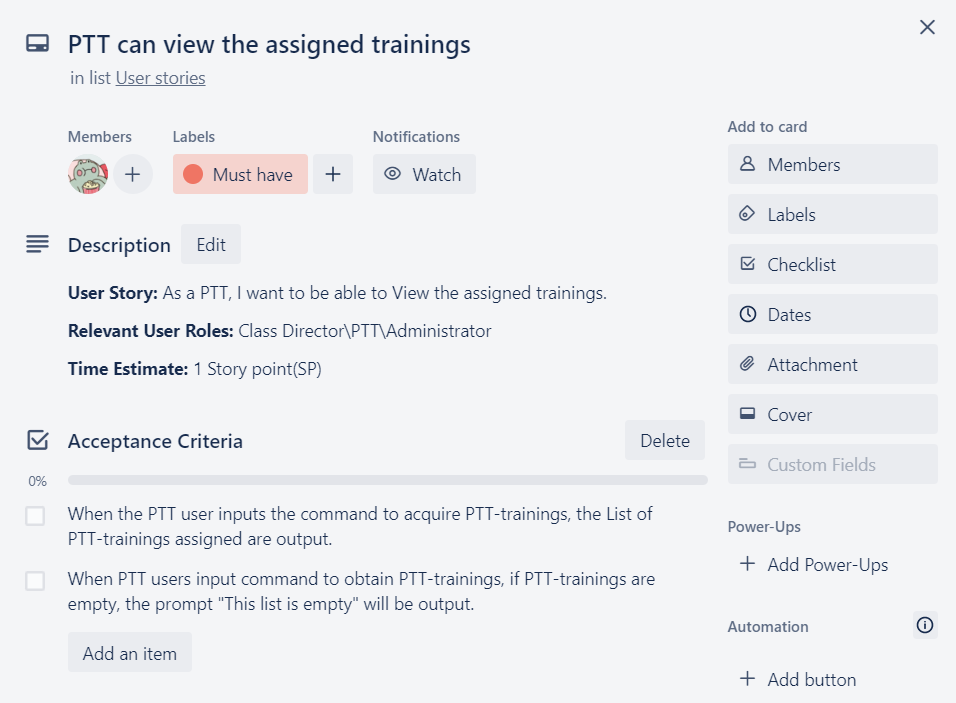 PTT can view the assigned trainings
in list User stories
Members
Labels
Notifications
Must have
Watch
Description
Edit
User Story: As a PTT, I want to be able to View the assigned trainings.
Relevant User Roles: Class Director\PTT\Administrator
Time Estimate: 1 Story point(SP)
Acceptance Criteria
Delete
0%
When the PTT user inputs the command to acquire PTT-trainings, the List of
PTT-trainings assigned are output.
When PTT users input command to obtain PTT-trainings, if PTT-trainings are
empty, the prompt "This list is empty" will be output.
Add an item
Add to card
Members
Labels
Checklist
Dates
Attachment
Cover
Custom Fields
Power-Ups
Add Power-Ups
Automation
Add button